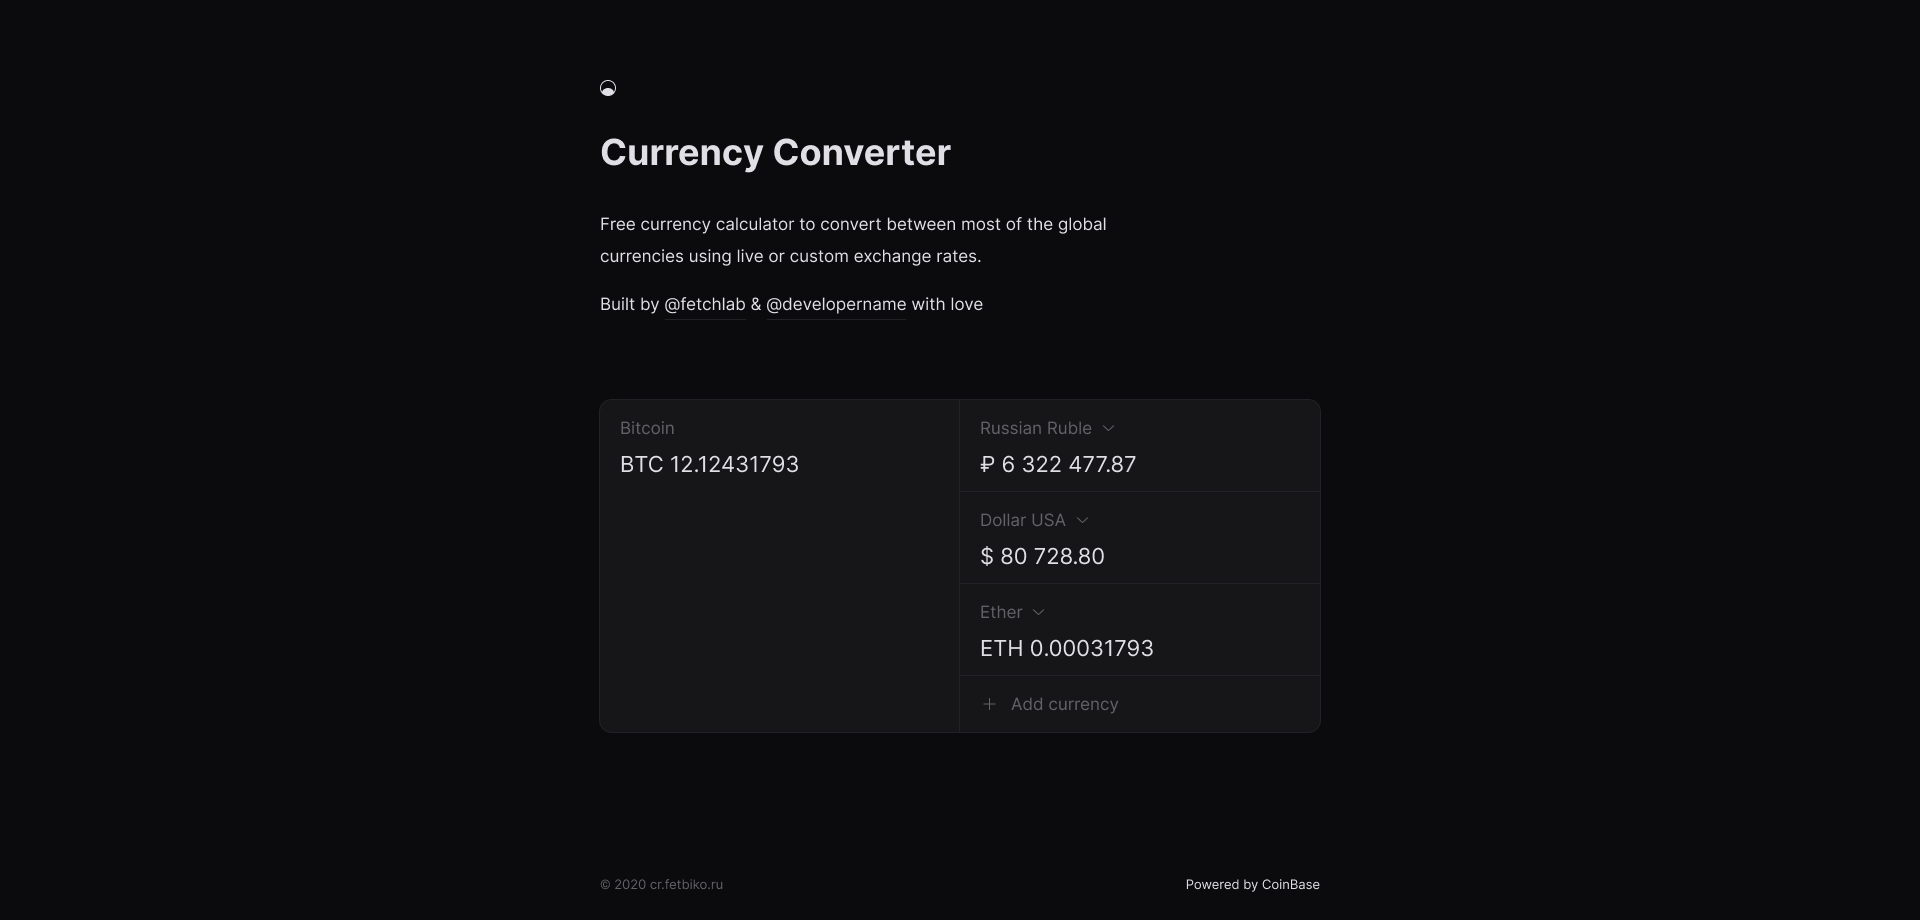 Currency Converter
Free currency calculator to convert between most of the global
currencies using live or custom exchange rates.
Built by @fetchlab & @developername with love
Bitcoin
BTC 12.12431793
Russian Ruble
₽ 6 322 477.87
Dollar USA
$ 80 728.80
Ether
ETH 0.00031793
Add currency
© 2020 cr.fetbiko.ru
Powered by CoinBase